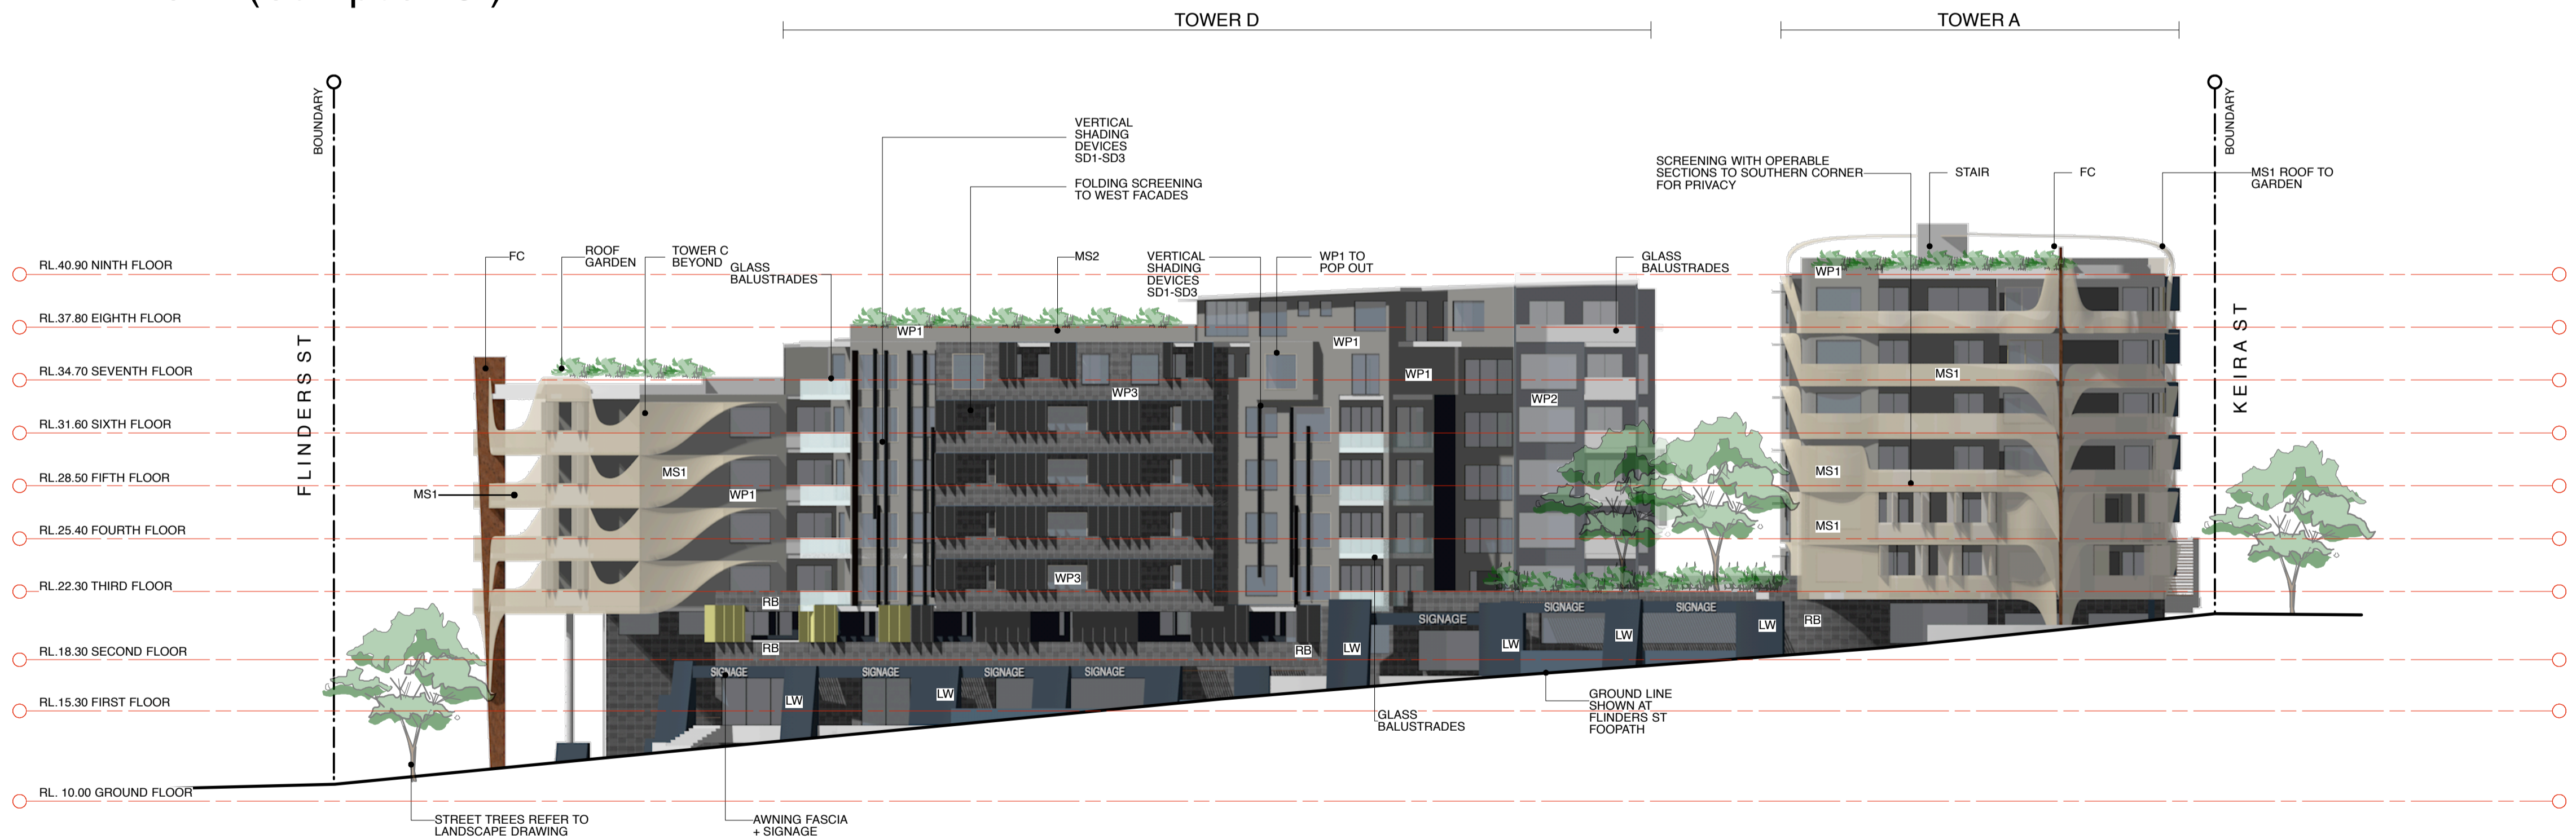 TOWER D
TOWER A
BOUNDARY
BOUNDARY
VERTICAL
SHADING
DEVICES
SD1-SD3
FOLDING SCREENING
TO WEST FACADES
SCREENING WITH OPERABLE
SECTIONS TO SOUTHERN CORNER
FOR PRIVACY
STAIR
FC
MS1 ROOF TO
GARDEN
FC
ROOF
GARDEN
TOWER C
BEYOND
GLASS
BALUSTRADES
MS2
VERTICAL
SHADING
DEVICES
SD1-SD3
WP1 TO
POP OUT
GLASS
BALUSTRADES
RL.40.90 NINTH FLOOR
WP1
RL.37.80 EIGHTH FLOOR
WP1
WP1
RL.34.70 SEVENTH FLOOR
WP1
MS1
WP3
WP2
FLINDERS ST
KEIRA ST
RL.31.60 SIXTH FLOOR
RL.28.50 FIFTH FLOOR
MS1
MS1
MS1
WP1
RL.25.40 FOURTH FLOOR
MS1
RL.22.30 THIRD FLOOR
WP3
RB
SIGNAGE
SIGNAGE
SIGNAGE
RB
LW
LW
RB
RB
LW
LW
RL.18.30 SECOND FLOOR
SIGNAGE
SIGNAGE
SIGNAGE
SIGNAGE
LW
LW
RL.15.30 FIRST FLOOR
GLASS
BALUSTRADES
GROUND LINE
SHOWN AT
FLINDERS ST
FOOPATH
RL. 10.00 GROUND FLOOR
STREET TREES REFER TO
LANDSCAPE DRAWING
AWNING FASCIA
+ SIGNAGE